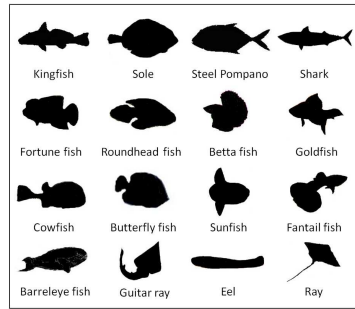 Kingfish Sole Steel Pompano Shark
Fortune fish Roundhead fish Betta fish Goldfish
Cowfish Butterfly fish Sunfish Fantail fish
Barreleye fish Guitar ray Eel Ray